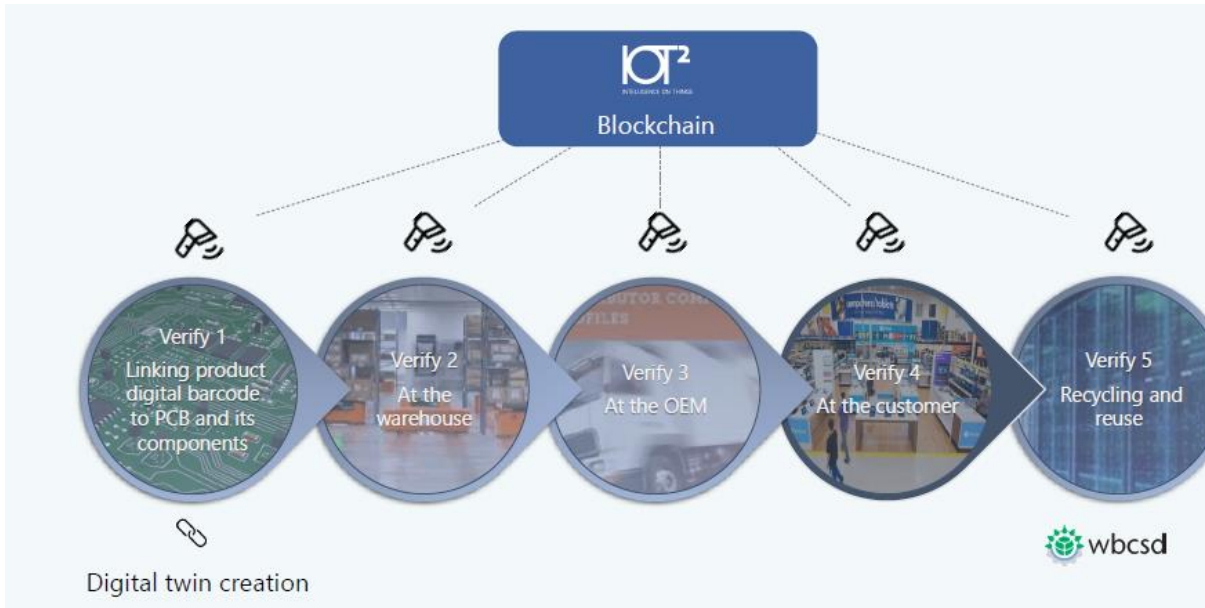 IOT²
INTELLIGENCE ON THINGS
Blockchain
Verify 1
Linking product
digital barcode
to PCB and its
components
Verify 2
At the
warehouse
Verify 3
At the OEM
Verify 4
At the customer
Verify 5
Recycling and
reuse
Digital twin creation
wbcsd